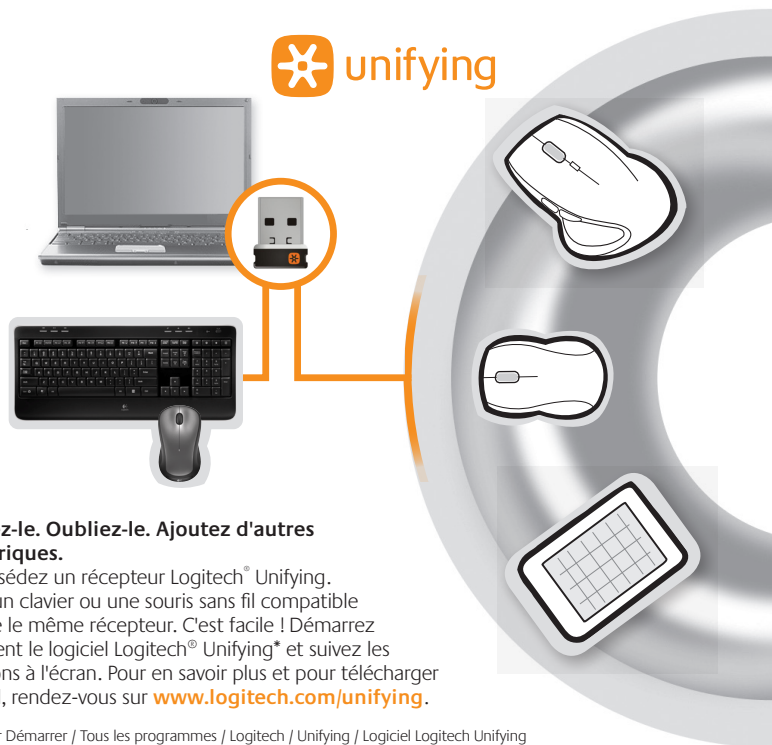 unifying
z-le. Oubliez-le. Ajoutez d'autres
riques.
sédez un récepteur Logitech® Unifying.
un clavier ou une souris sans fil compatible
le même récepteur. C'est facile ! Démarrez
ent le logiciel Logitech® Unifying* et suivez les
ons à l'écran. Pour en savoir plus et pour télécharger
l, rendez-vous sur www.logitech.com/unifying.
Démarrer / Tous les programmes / Logitech / Unifying / Logiciel Logitech Unifying